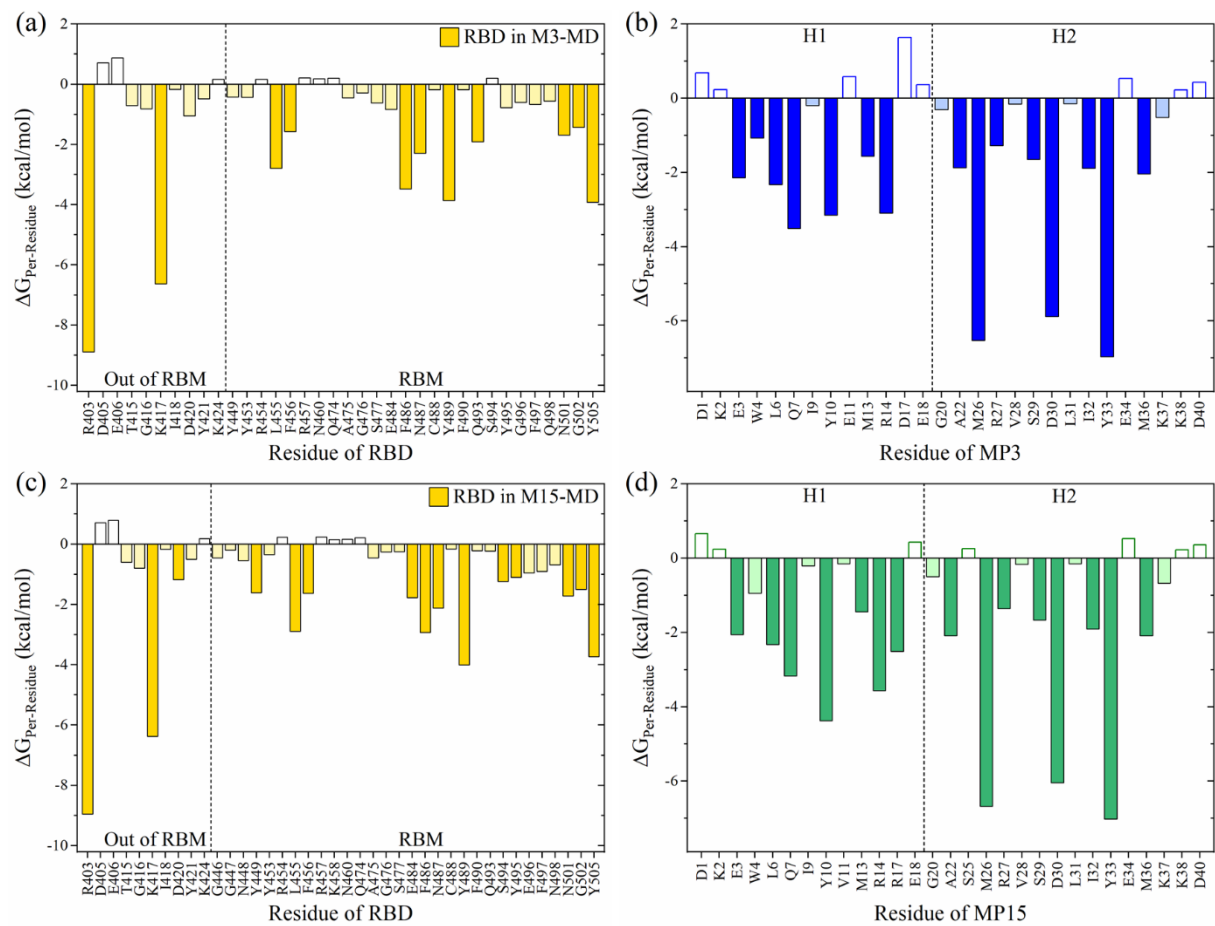 (a)
RBD in M3-MD
2
0
-2
-4
-6
-8
-10
ΔG_Per-Residue (kcal/mol)
Out of RBM
RBM
R403 D405 E406 T415 G416 K417 I418 D420 Y421 K424 Y449 Y453 R454 L455 F456 R457 N460 Q474 A475 G476 S477 E484 F486 N487 C488 Y489 F490 Q493 S494 Y495 G496 F497 Q498 N501 G502 Y505
Residue of RBD
(b)
H1
H2
2
0
-2
-4
-6
ΔG_Per-Residue (kcal/mol)
D1 K2 E3 W4 L6 Q7 I9 Y10 E11 M13 R14 D17 E18 G20 A22 M26 R27 V28 S29 D30 L31 I32 Y33 E34 M36 K37 K38 D40
Residue of MP3
(c)
RBD in M15-MD
2
0
-2
-4
-6
-8
-10
ΔG_Per-Residue (kcal/mol)
Out of RBM
RBM
R403 D405 E406 T415 G416 K417 I418 D420 Y421 K424 G446 G447 N448 Y449 Y453 R454 L455 F456 R457 K458 N460 Q474 A475 G476 S477 E484 F486 N487 C488 Y489 F490 Q493 S494 Y495 E496 F497 N498 N501 G502 Y505
Residue of RBD
(d)
H1
H2
2
0
-2
-4
-6
ΔG_Per-Residue (kcal/mol)
D1 K2 E3 W4 L6 Q7 I9 Y10 V11 M13 R14 R17 E18 G20 A22 S25 M26 R27 V28 S29 D30 L31 I32 Y33 E34 M36 K37 K38 D40
Residue of MP15